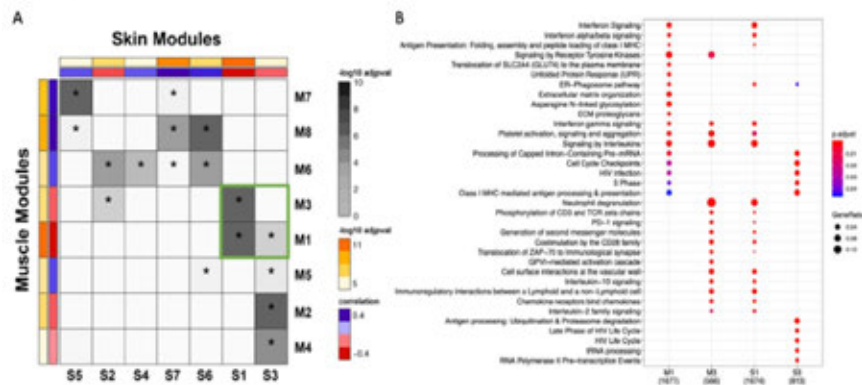 A
Skin Modules
Muscle Modules
M7
M8
M6
M3
M1
M5
M2
M4
S5 S2 S4 S7 S6 S1 S3
-log10 adjpval
10
8
6
4
2
0
-log10 adjpval
11
5
correlation
0.4
-0.4
B
Interferon Signaling
Interferon alpha/beta signaling
Antigen Presentation: Folding, assembly and peptide loading of class I MHC
Signaling by Receptor Tyrosine Kinases
Translocation of SLC2A4 (GLUT4) to the plasma membrane
Unfolded Protein Response (UPR)
ER-Phagosome pathway
Extracellular matrix organization
Asparagine N-linked glycosylation
ECM proteoglycans
Interferon gamma signaling
Platelet activation, signaling and aggregation
Signaling by Interleukins
Processing of Capped Intron-Containing Pre-mRNA
Cell Cycle Checkpoints
HIV Infection
S Phase
Class I MHC mediated antigen processing & presentation
Neutrophil degranulation
Phosphorylation of CD3 and TCR zeta chains
PD-1 signaling
Generation of second messenger molecules
Costimulation by the CD28 family
Translocation of ZAP-70 to Immunological synapse
GPVI-mediated activation cascade
Cell surface interactions at the vascular wall
Interleukin-10 signaling
Immunoregulatory interactions between a Lymphoid and a non-Lymphoid cell
Chemokine receptors bind chemokines
Interleukin-2 family signaling
Antigen processing: Ubiquitination & Proteasome degradation
Late Phase of HIV Life Cycle
HIV Life Cycle
tRNA processing
RNA Polymerase II Pre-transcription Events
M1 M3 S1 S3
p.adjust
GeneRatio